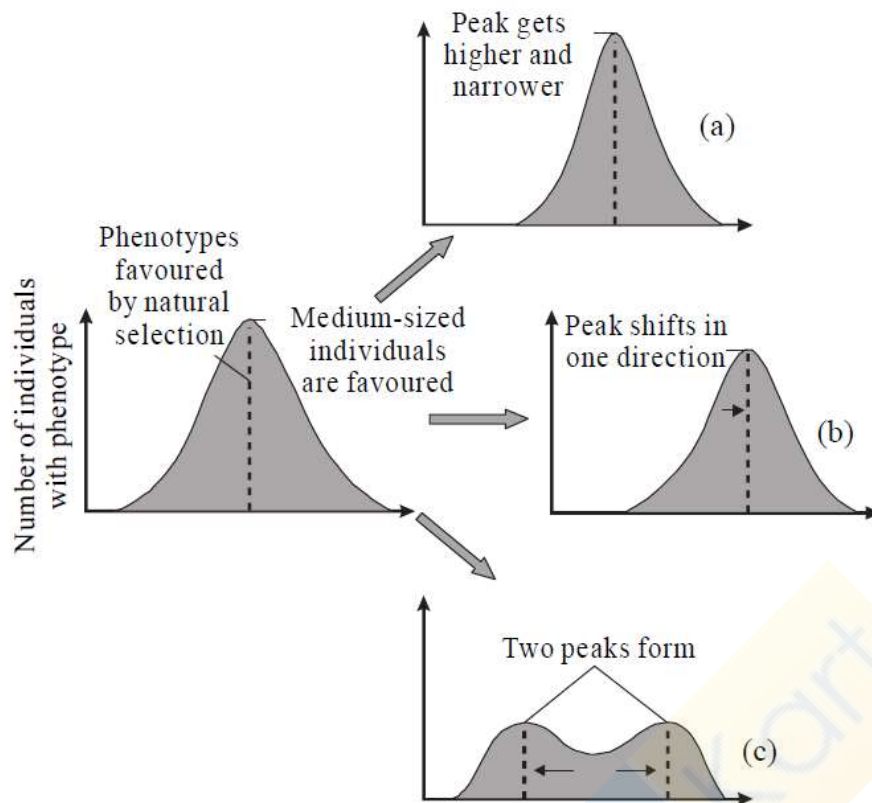 Peak gets
higher and
narrower
(a)
Phenotypes
favoured
by natural
selection
Medium-sized
individuals
are favoured
Number of individuals
with phenotype
Peak shifts in
one direction
(b)
Two peaks form
(c)
kart